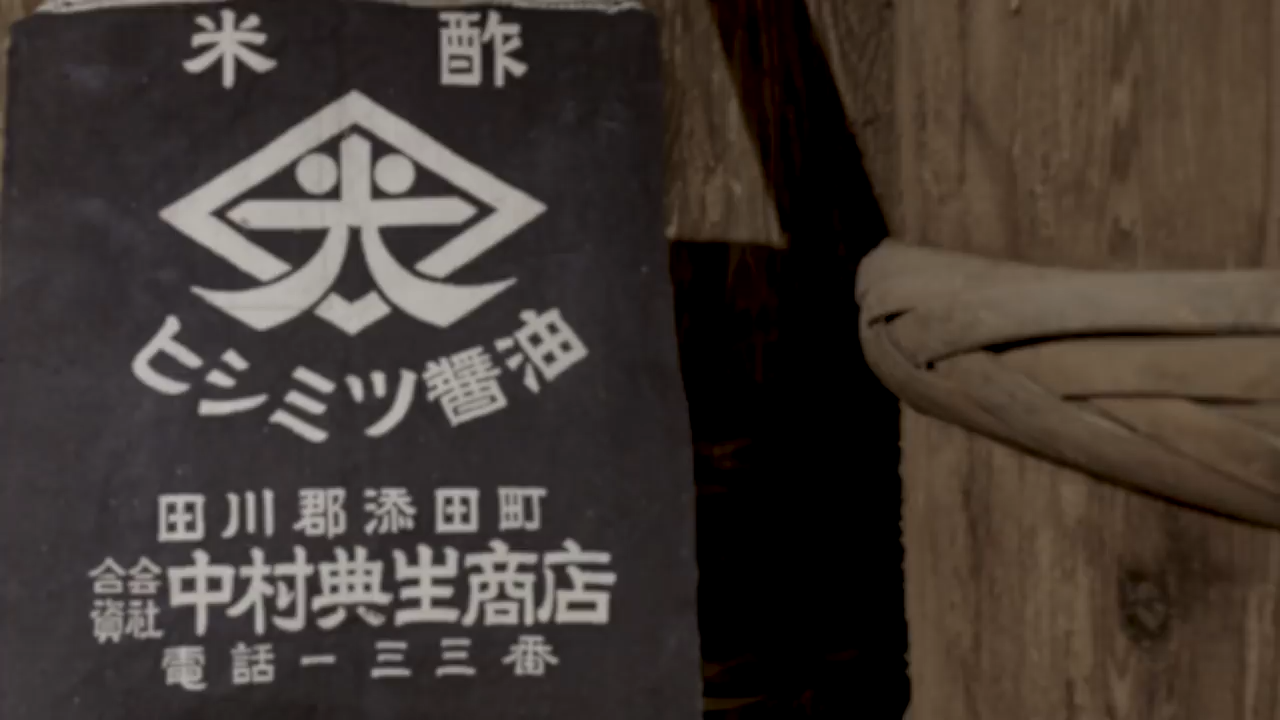 米酢
ヒシミツ醤油
田川郡添田町
合資会社中村典生商店
電話一三三番